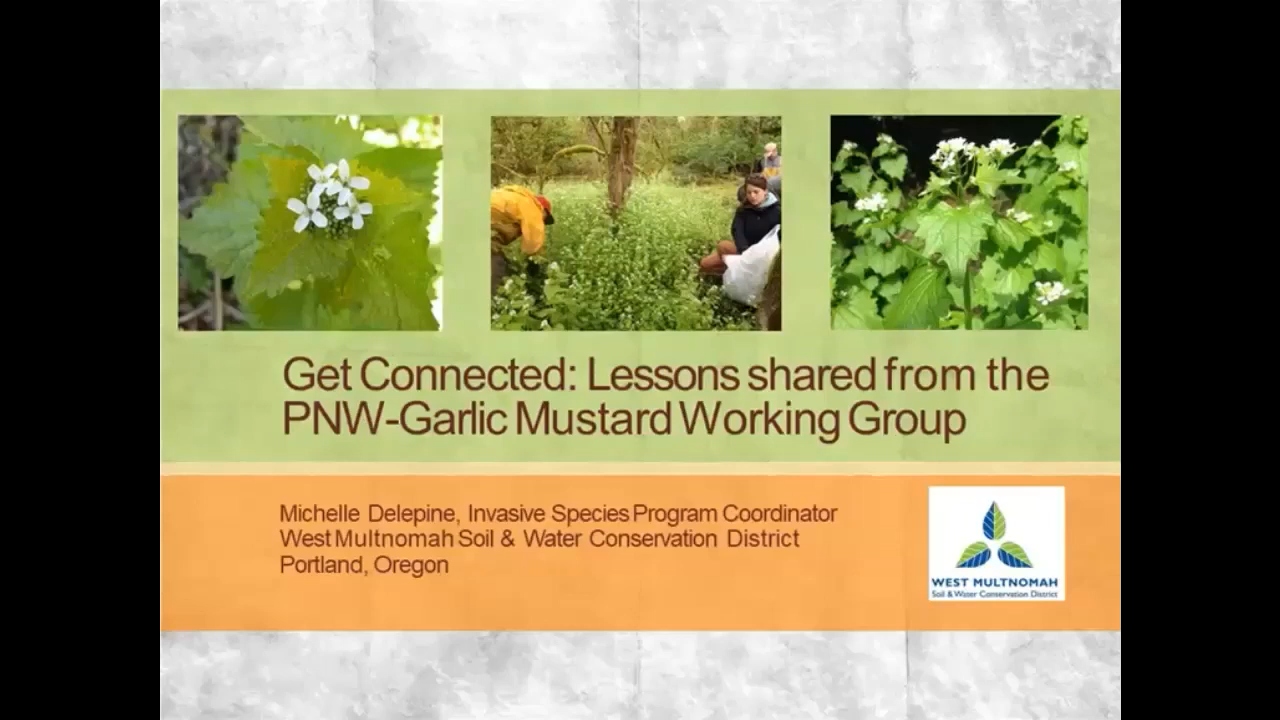 Get Connected: Lessons shared from the
PNW-Garlic Mustard Working Group
Michelle Delepine, Invasive Species Program Coordinator
West Multnomah Soil & Water Conservation District
Portland, Oregon
WEST MULTNOMAH
Soil & Water Conservation District